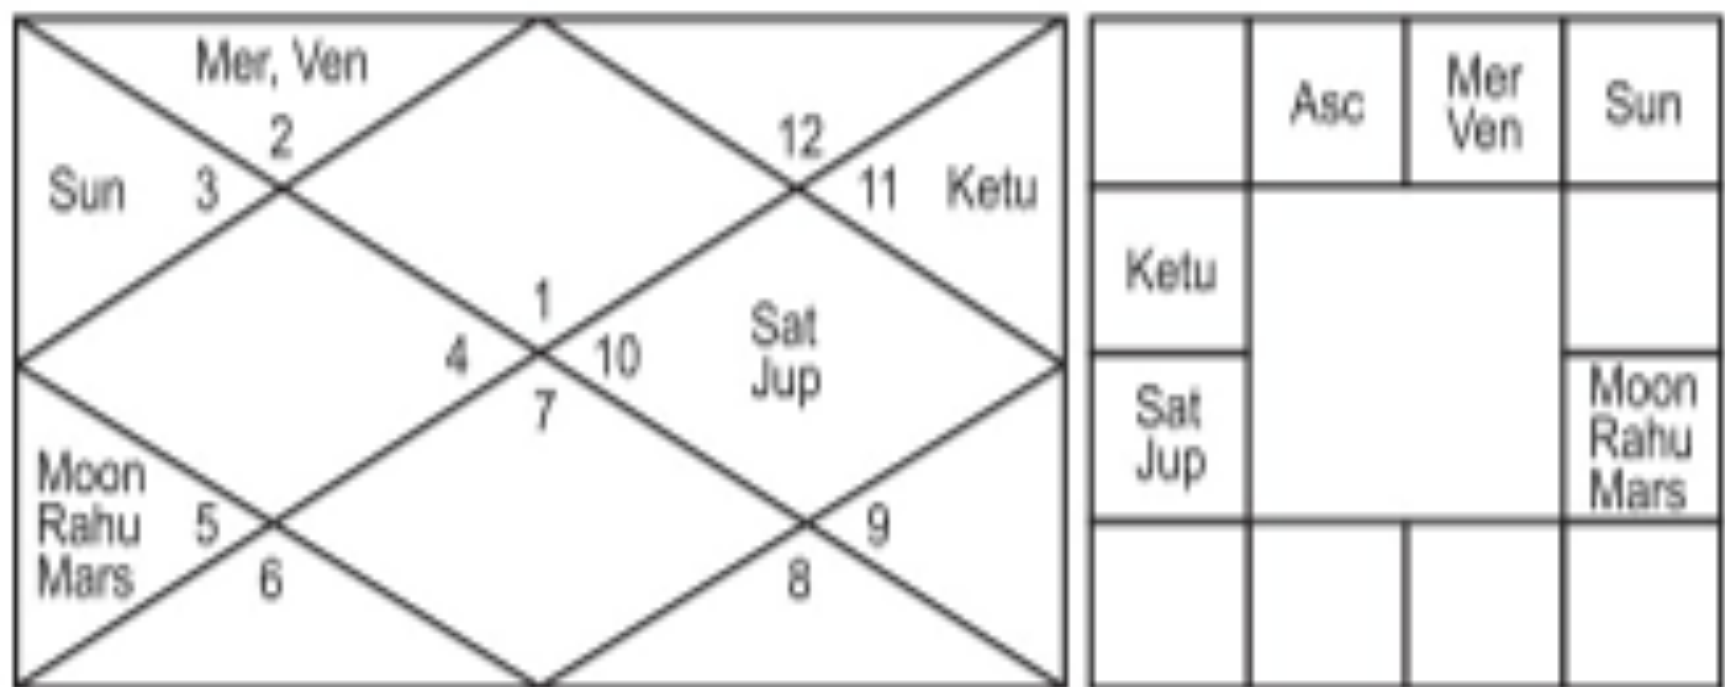 Mer, Ven
2
12
Sun 3
11 Ketu
1
4
10
Sat
Jup
7
Moon
Rahu
Mars
5
6
9
8
Asc
Mer
Ven
Sun
Ketu
Sat
Jup
Moon
Rahu
Mars